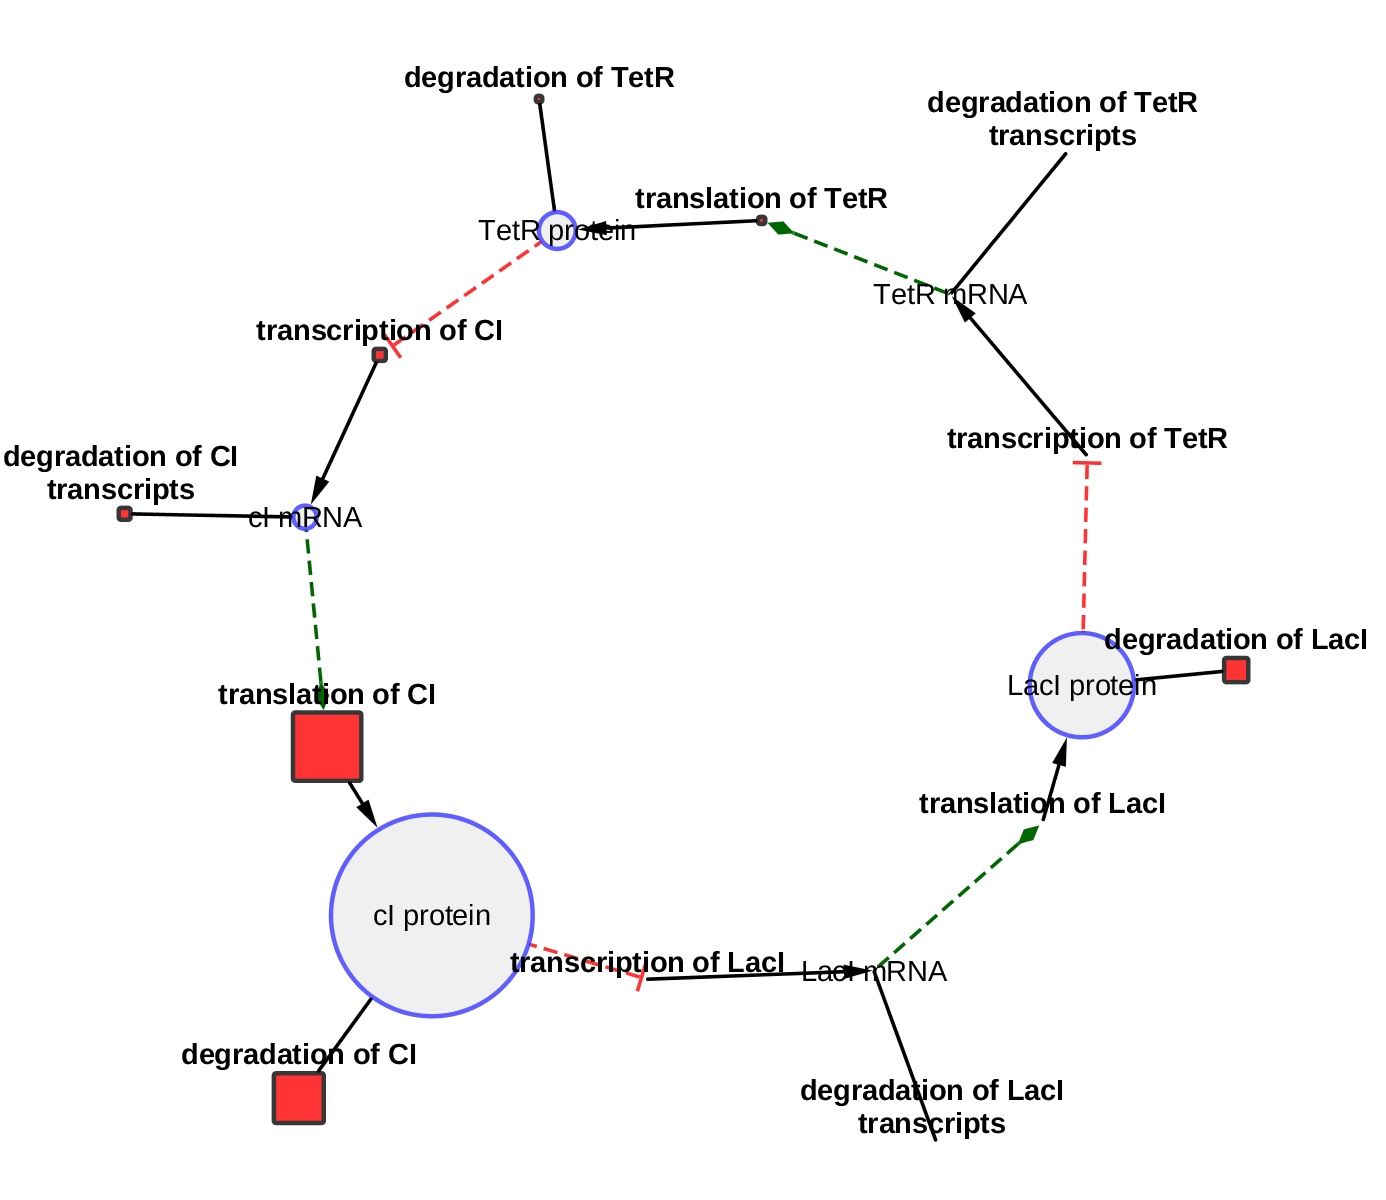 degradation of TetR
degradation of TetR
transcripts
translation of TetR
TetR protein
TetR mRNA
transcription of CI
transcription of TetR
degradation of CI
transcripts
cI mRNA
degradation of LacI
LacI protein
translation of CI
translation of LacI
cI protein
transcription of LacI
LacI mRNA
degradation of CI
degradation of LacI
transcripts